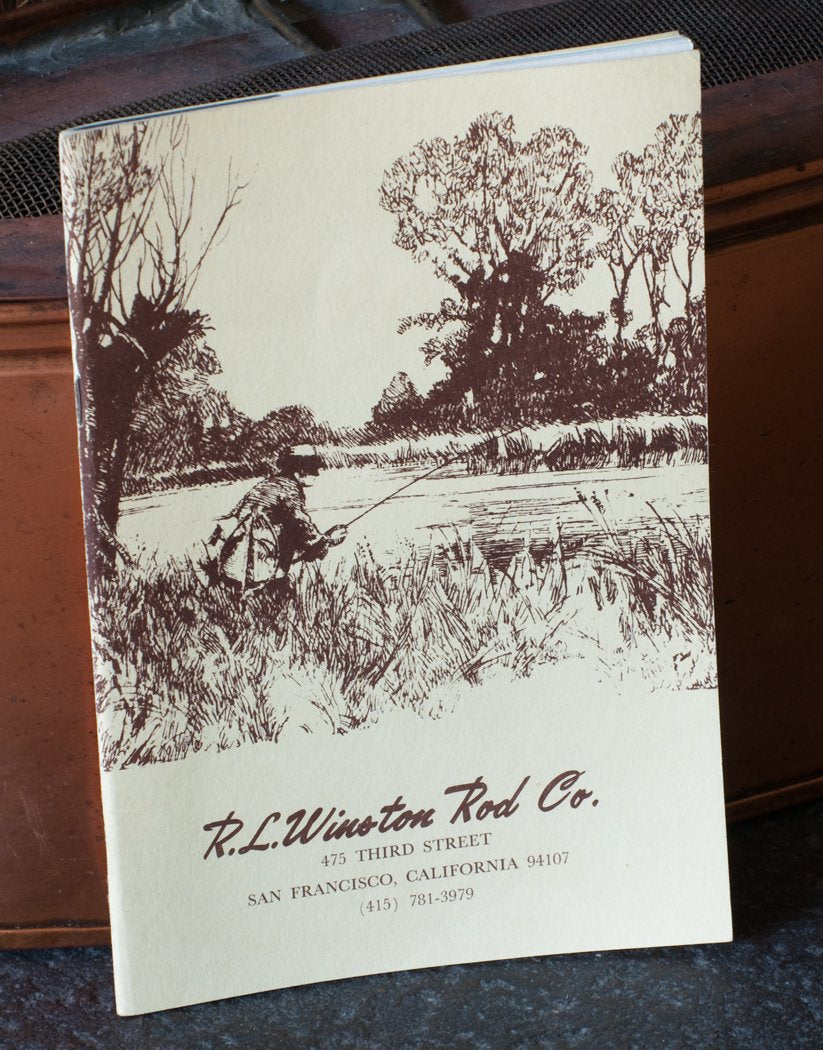 R.L.Winston Rod Co.
475 THIRD STREET
SAN FRANCISCO, CALIFORNIA 94107
(415) 781-3979